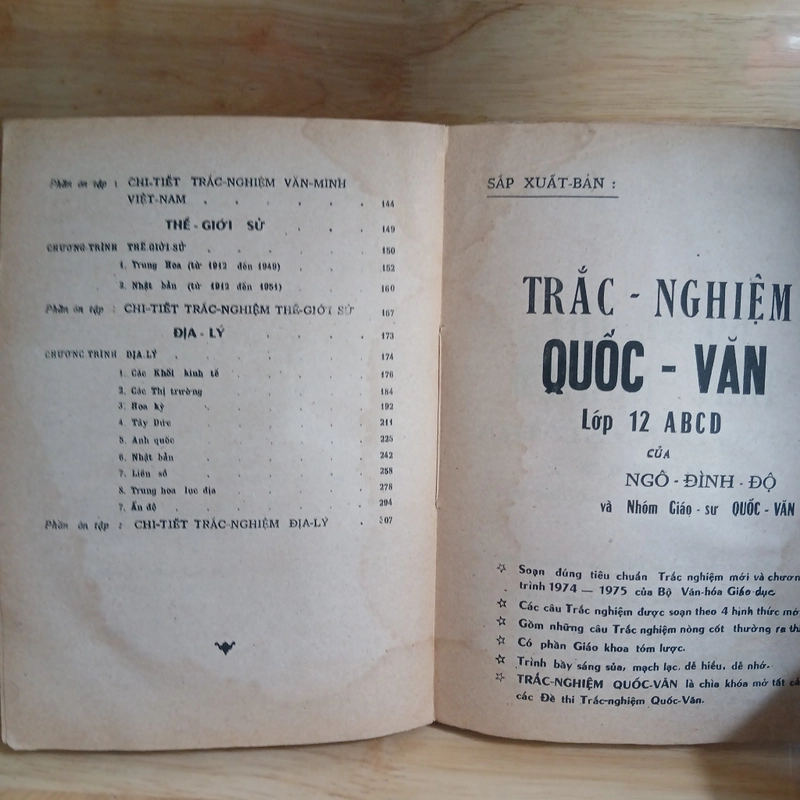 Phần ôn tập : CHI-TIẾT TRẮC-NGHIỆM VĂN-MINH
VIỆT-NAM . . . . . 144
THẾ - GIỚI SỬ . . . 149
CHƯƠNG-TRÌNH THẾ-GIỚI-SỬ . . . . . 150
1. Trung Hoa (từ 1912 đến 1949) . . . 152
2. Nhật bản (từ 1912 đến 1951) . . . 160
Phần ôn tập : CHI-TIẾT TRẮC-NGHIỆM THẾ-GIỚI SỬ 167
ĐỊA - LÝ . . . . 173
CHƯƠNG TRÌNH ĐỊA-LÝ . . . . . . 174
1. Các Khối kinh tế . . . . . 176
2. Các Thị trường . . . . . 184
3. Hoa kỳ . . . . . . 192
4. Tây Đức . . . . . . 211
5. Anh quốc . . . . . . 225
6. Nhật bản . . . . . . 242
7. Liên sô . . . . . . 258
8. Trung hoa lục địa . . . . . 278
7. Ấn độ . . . . . . 294
Phần ôn tập : CHI-TIẾT TRẮC-NGHIỆM ĐỊA-LÝ . 307
SẮP XUẤT-BẢN :
TRẮC - NGHIỆM
QUỐC - VĂN
Lớp 12 ABCD
CỦA
NGÔ - ĐÌNH - ĐỘ
và Nhóm Giáo - sư QUỐC - VĂN
☆ Soạn đúng tiêu chuẩn Trắc nghiệm mới và chươn
trình 1974 — 1975 của Bộ Văn-hóa Giáo-dục
☆ Các câu Trắc nghiệm được soạn theo 4 hình thức mớ
☆ Gồm những câu Trắc nghiệm nòng cốt thường ra th
☆ Có phần Giáo khoa tóm lược.
☆ Trình bầy sáng sủa, mạch lạc, dễ hiểu, dễ nhớ.
☆ TRẮC-NGHIỆM QUỐC-VĂN là chìa khóa mở tất cả
các Đề thi Trắc-nghiệm Quốc-Văn.